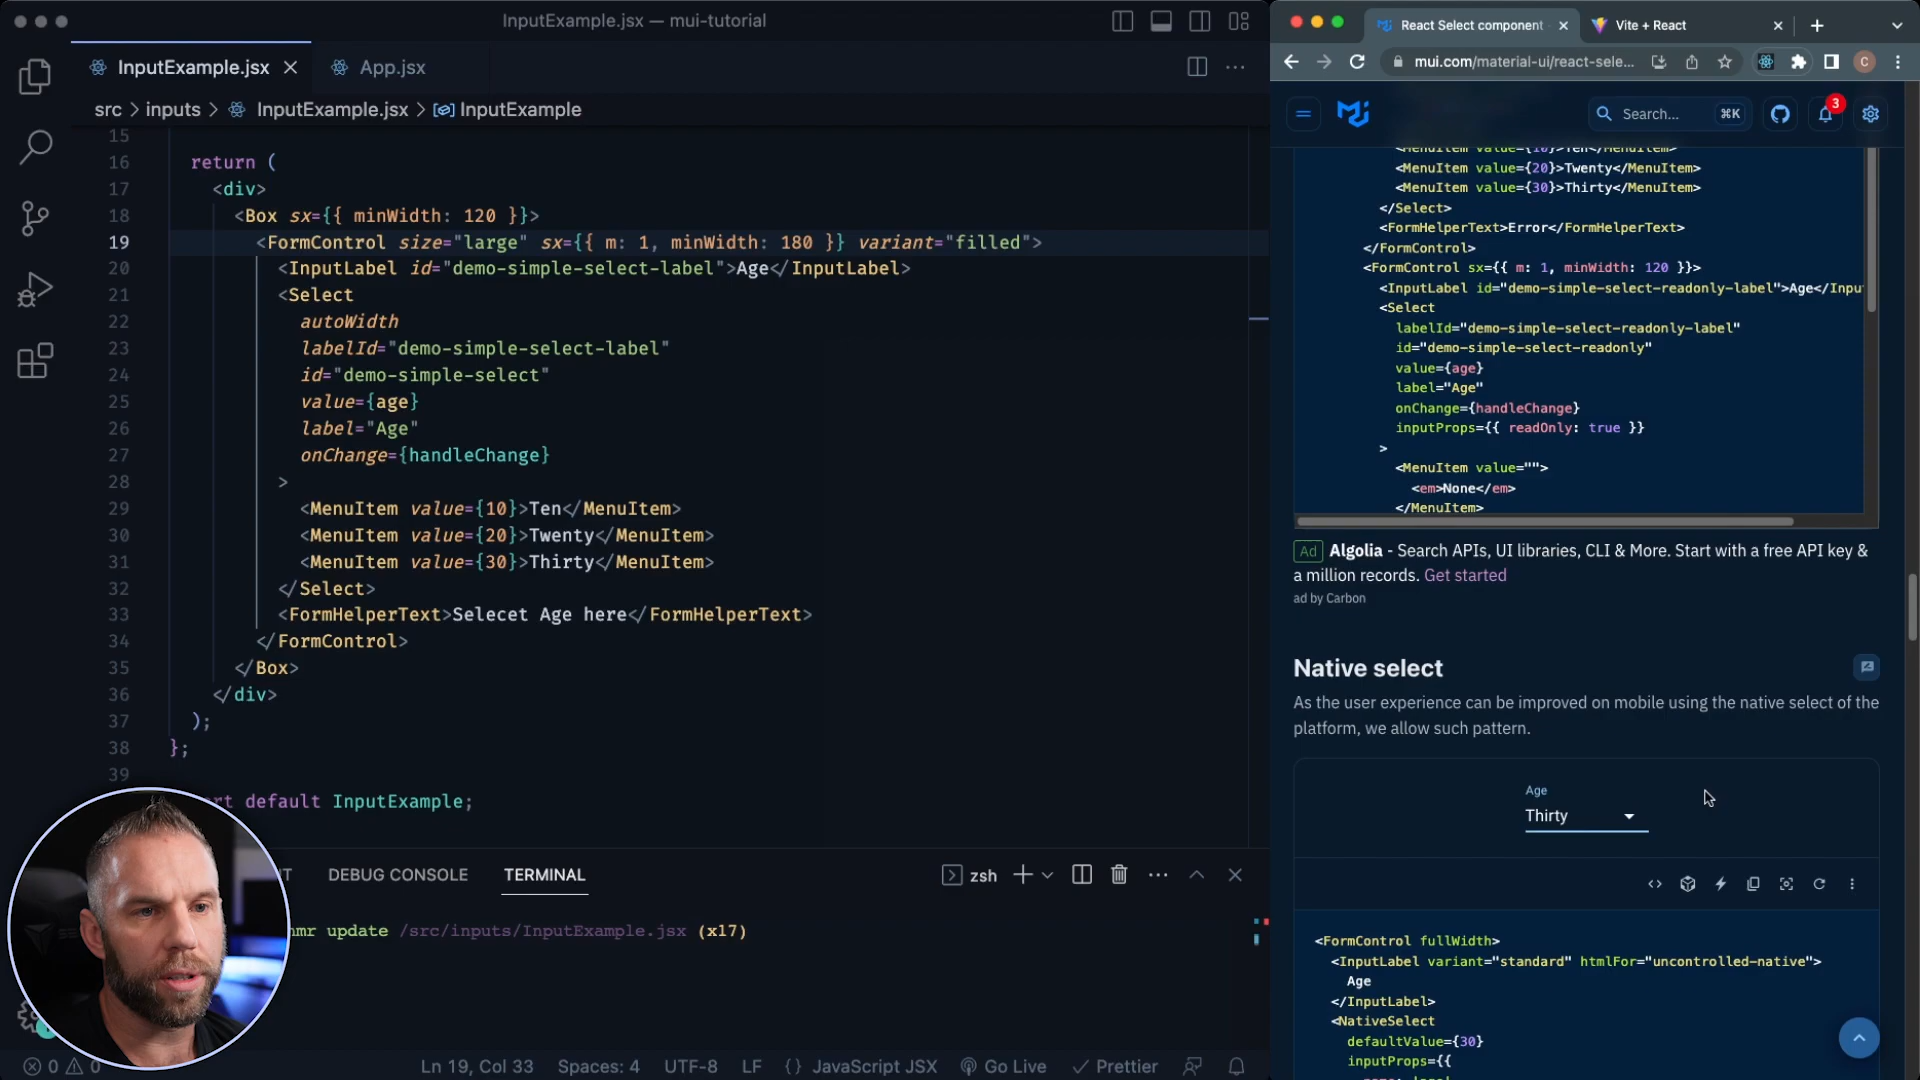 InputExample.jsx — mui-tutorial
InputExample.jsx
App.jsx
src > inputs > InputExample.jsx > InputExample
15
16 return (
17 <div>
18 <Box sx={{ minWidth: 120 }}>
19 <FormControl size="large" sx={{ m: 1, minWidth: 180 }} variant="filled">
20 <InputLabel id="demo-simple-select-label">Age</InputLabel>
21 <Select
22 autoWidth
23 labelId="demo-simple-select-label"
24 id="demo-simple-select"
25 value={age}
26 label="Age"
27 onChange={handleChange}
28 >
29 <MenuItem value={10}>Ten</MenuItem>
30 <MenuItem value={20}>Twenty</MenuItem>
31 <MenuItem value={30}>Thirty</MenuItem>
32 </Select>
33 <FormHelperText>Selecet Age here</FormHelperText>
34 </FormControl>
35 </Box>
36 </div>
37 );
38 };
39
rt default InputExample;
T DEBUG CONSOLE TERMINAL
zsh
hmr update /src/inputs/InputExample.jsx (x17)
0 0
Ln 19, Col 33 Spaces: 4 UTF-8 LF {} JavaScript JSX Go Live Prettier
React Select component
Vite + React
mui.com/material-ui/react-sele...
C
Search... ⌘K
3
<MenuItem value={10}>Ten</MenuItem>
<MenuItem value={20}>Twenty</MenuItem>
<MenuItem value={30}>Thirty</MenuItem>
</Select>
<FormHelperText>Error</FormHelperText>
</FormControl>
<FormControl sx={{ m: 1, minWidth: 120 }}>
<InputLabel id="demo-simple-select-readonly-label">Age</Inpu
<Select
labelId="demo-simple-select-readonly-label"
id="demo-simple-select-readonly"
value={age}
label="Age"
onChange={handleChange}
inputProps={{ readOnly: true }}
>
<MenuItem value="">
<em>None</em>
</MenuItem>
Ad Algolia - Search APIs, UI libraries, CLI & More. Start with a free API key &
a million records. Get started
ad by Carbon
Native select
As the user experience can be improved on mobile using the native select of the
platform, we allow such pattern.
Age
Thirty
<FormControl fullWidth>
<InputLabel variant="standard" htmlFor="uncontrolled-native">
Age
</InputLabel>
<NativeSelect
defaultValue={30}
inputProps={{